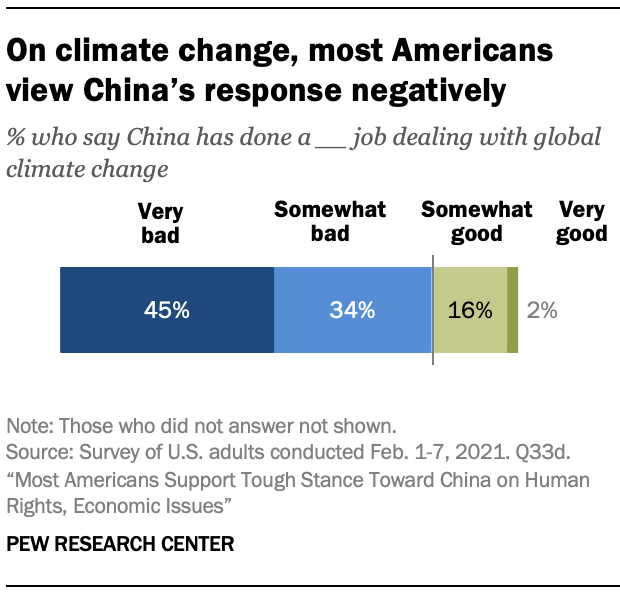 On climate change, most Americans
view China's response negatively
% who say China has done a __ job dealing with global
climate change
Very bad
Somewhat bad
Somewhat good
Very good
45%
34%
16%
2%
Note: Those who did not answer not shown.
Source: Survey of U.S. adults conducted Feb. 1-7, 2021. Q33d.
“Most Americans Support Tough Stance Toward China on Human
Rights, Economic Issues”
PEW RESEARCH CENTER